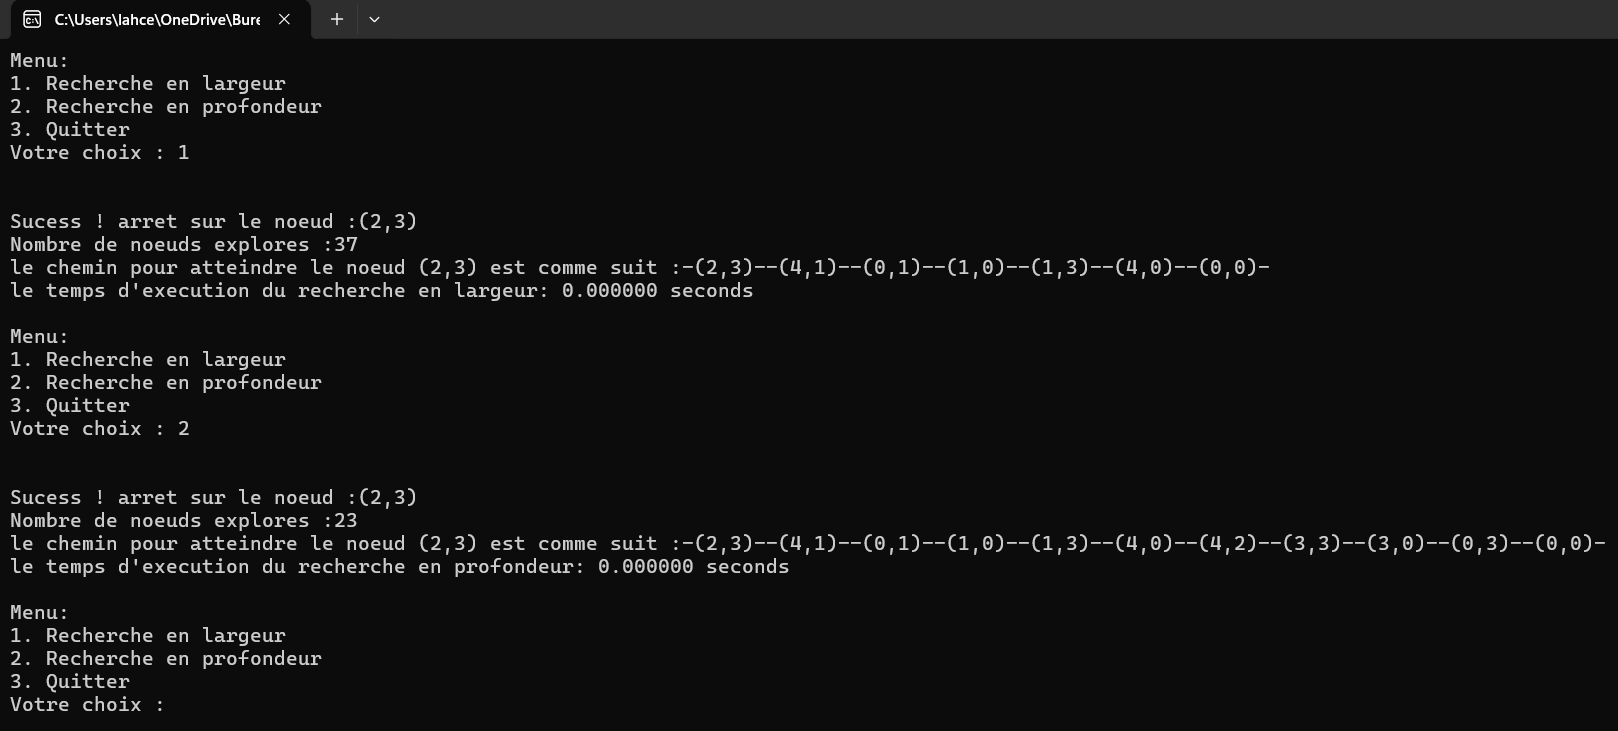 C:\Users\lahce\OneDrive\Bure
Menu:
1. Recherche en largeur
2. Recherche en profondeur
3. Quitter
Votre choix : 1
Sucess ! arret sur le noeud :(2,3)
Nombre de noeuds explores :37
le chemin pour atteindre le noeud (2,3) est comme suit :-(2,3)--(4,1)--(0,1)--(1,0)--(1,3)--(4,0)--(0,0)-
le temps d'execution du recherche en largeur: 0.000000 seconds
Menu:
1. Recherche en largeur
2. Recherche en profondeur
3. Quitter
Votre choix : 2
Sucess ! arret sur le noeud :(2,3)
Nombre de noeuds explores :23
le chemin pour atteindre le noeud (2,3) est comme suit :-(2,3)--(4,1)--(0,1)--(1,0)--(1,3)--(4,0)--(4,2)--(3,3)--(3,0)--(0,3)--(0,0)-
le temps d'execution du recherche en profondeur: 0.000000 seconds
Menu:
1. Recherche en largeur
2. Recherche en profondeur
3. Quitter
Votre choix :